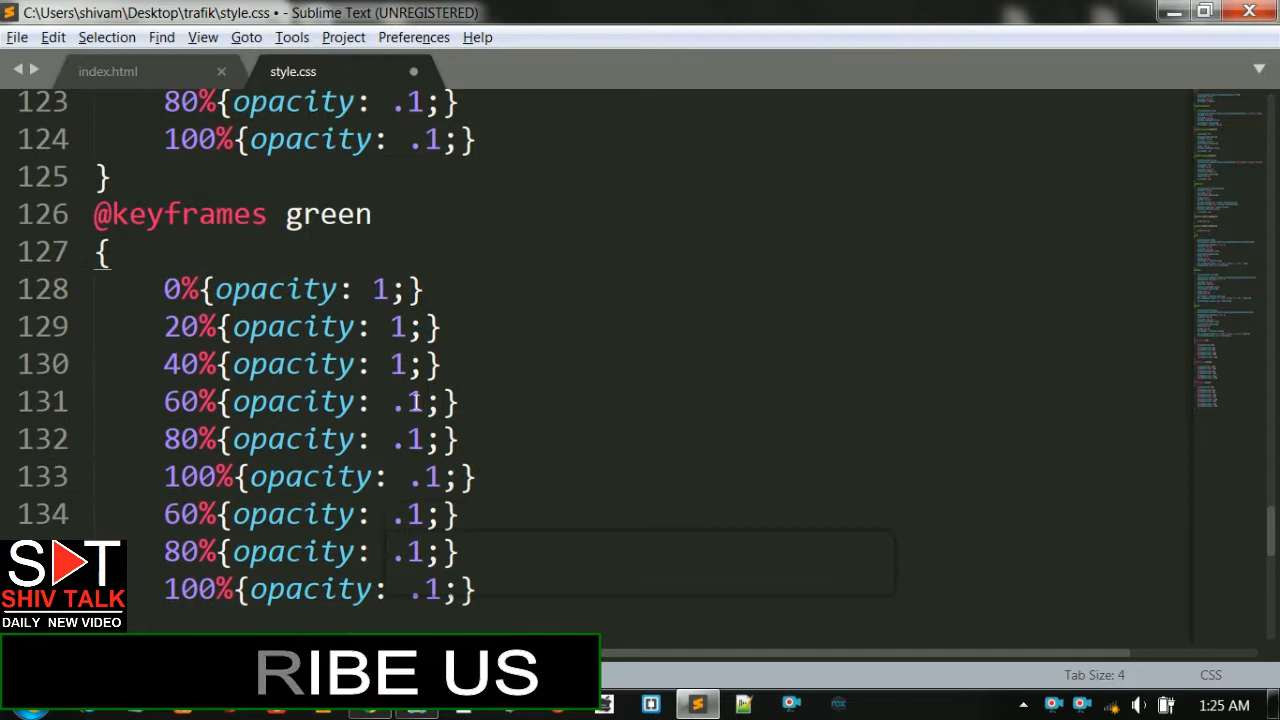 C:\Users\shivam\Desktop\trafik\style.css • - Sublime Text (UNREGISTERED)
File Edit Selection Find View Goto Tools Project Preferences Help
index.html style.css
123 80%{opacity: .1;}
124 100%{opacity: .1;}
125 }
126 @keyframes green
127 {
128 0%{opacity: 1;}
129 20%{opacity: 1;}
130 40%{opacity: 1;}
131 60%{opacity: .1;}
132 80%{opacity: .1;}
133 100%{opacity: .1;}
134 60%{opacity: .1;}
80%{opacity: .1;}
100%{opacity: .1;}
S T
SHIV TALK
DAILY NEW VIDEO
RIBE US
Tab Size: 4 CSS
1:25 AM